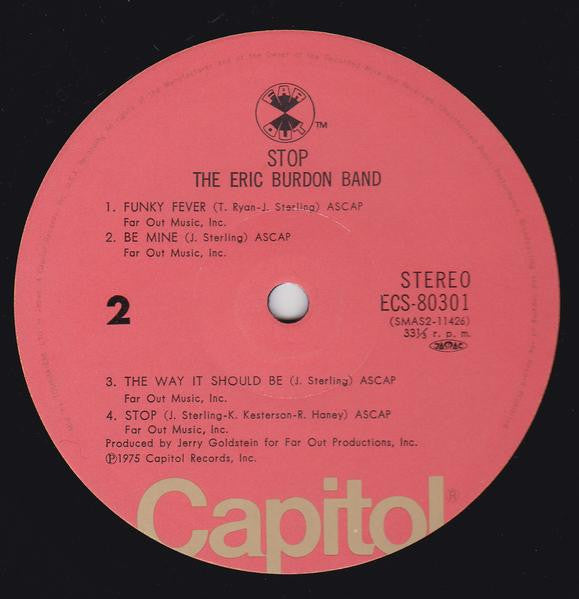 FAR
OUT
™
STOP
THE ERIC BURDON BAND
1. FUNKY FEVER (T. Ryan-J. Sterling) ASCAP
Far Out Music, Inc.
2. BE MINE (J. Sterling) ASCAP
Far Out Music, Inc.
2
STEREO
ECS-80301
(SMAS2-11426)
33⅓ r. p. m.
JASRAC
3. THE WAY IT SHOULD BE (J. Sterling) ASCAP
Far Out Music, Inc.
4. STOP (J. Sterling-K. Kesterson-R. Haney) ASCAP
Far Out Music, Inc.
Produced by Jerry Goldstein for Far Out Productions, Inc.
℗1975 Capitol Records, Inc.
Capitol®